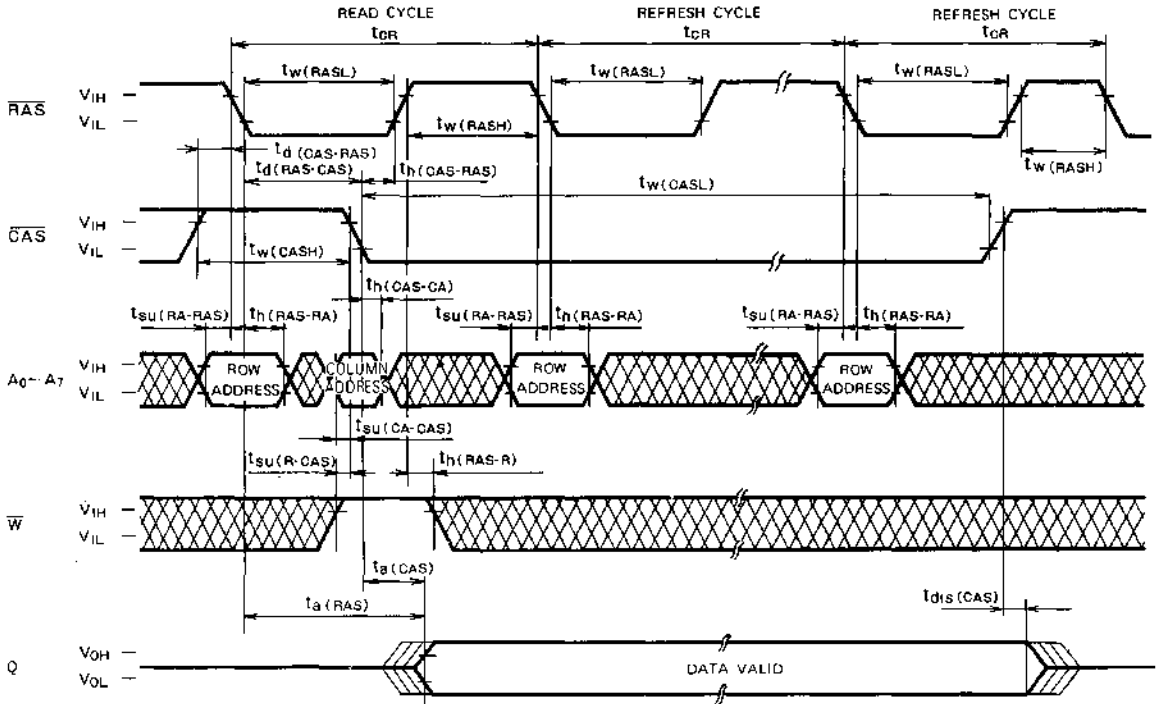 READ CYCLE REFRESH CYCLE REFRESH CYCLE
tCR tCR tCR
tw(RASL) tw(RASL) tw(RASL)
RAS VIH
VIL
tw(RASH)
td(CAS-RAS)
td(RAS-CAS) th(CAS-RAS) tw(RASH)
tw(CASL)
CAS VIH
VIL
tw(CASH)
th(CAS-CA)
tsu(RA-RAS) th(RAS-RA) tsu(RA-RAS) th(RAS-RA) tsu(RA-RAS) th(RAS-RA)
A0~A7 VIH
VIL
ROW ADDRESS
COLUMN ADDRESS
ROW ADDRESS
ROW ADDRESS
tsu(CA-CAS)
tsu(R-CAS) th(RAS-R)
W VIH
VIL
ta(CAS)
ta(RAS) tdis(CAS)
Q VOH
VOL
DATA VALID